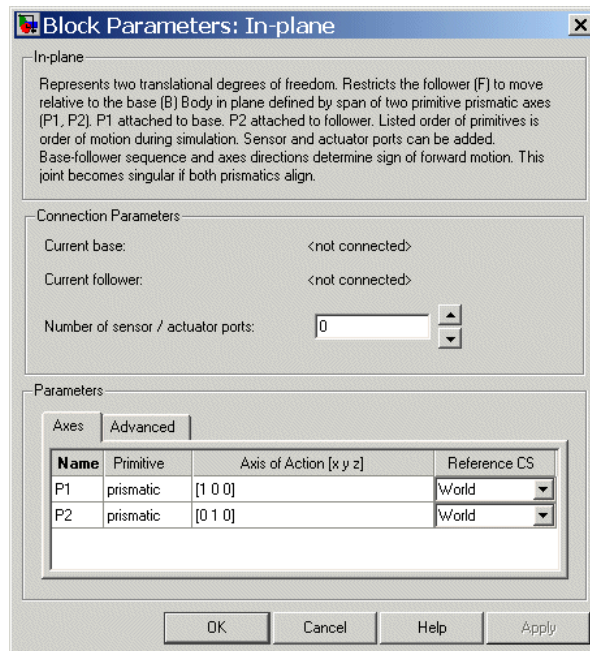 Block Parameters: In-plane
In-plane
Represents two translational degrees of freedom. Restricts the follower (F) to move
relative to the base (B) Body in plane defined by span of two primitive prismatic axes
(P1, P2). P1 attached to base. P2 attached to follower. Listed order of primitives is
order of motion during simulation. Sensor and actuator ports can be added.
Base-follower sequence and axes directions determine sign of forward motion. This
joint becomes singular if both prismatics align.
Connection Parameters
Current base: <not connected>
Current follower: <not connected>
Number of sensor / actuator ports: 0
Parameters
Axes Advanced
Name Primitive Axis of Action [x y z] Reference CS
P1 prismatic [1 0 0] World
P2 prismatic [0 1 0] World
OK Cancel Help Apply